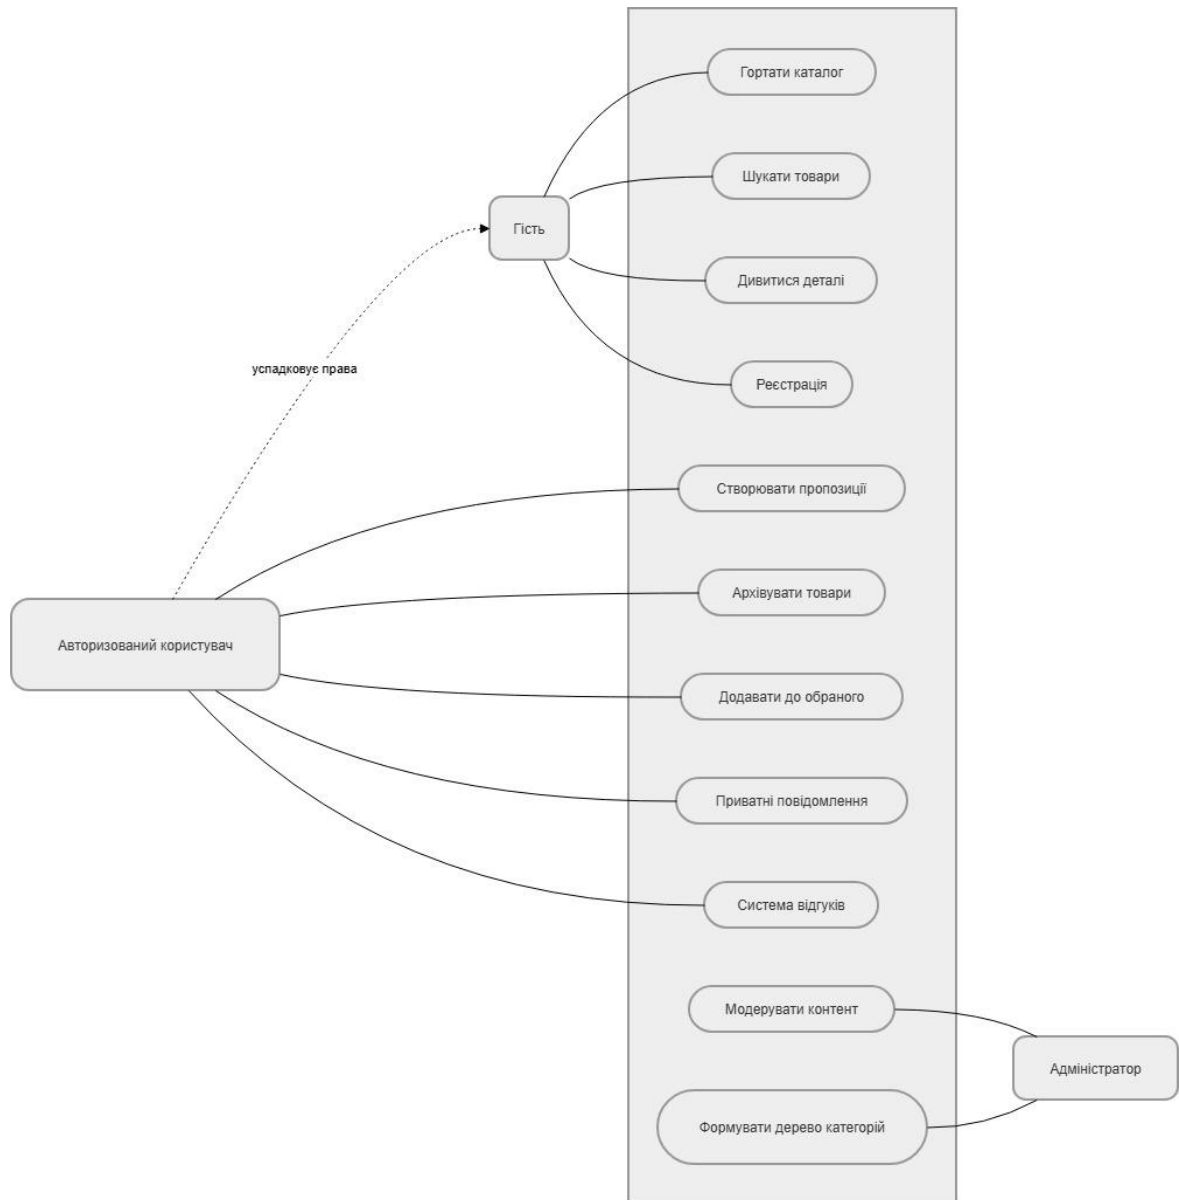 Гортати каталог
Шукати товари
Гість
Дивитися деталі
успадковує права
Реєстрація
Створювати пропозиції
Архівувати товари
Авторизований користувач
Додавати до обраного
Приватні повідомлення
Система відгуків
Модерувати контент
Адміністратор
Формувати дерево категорій